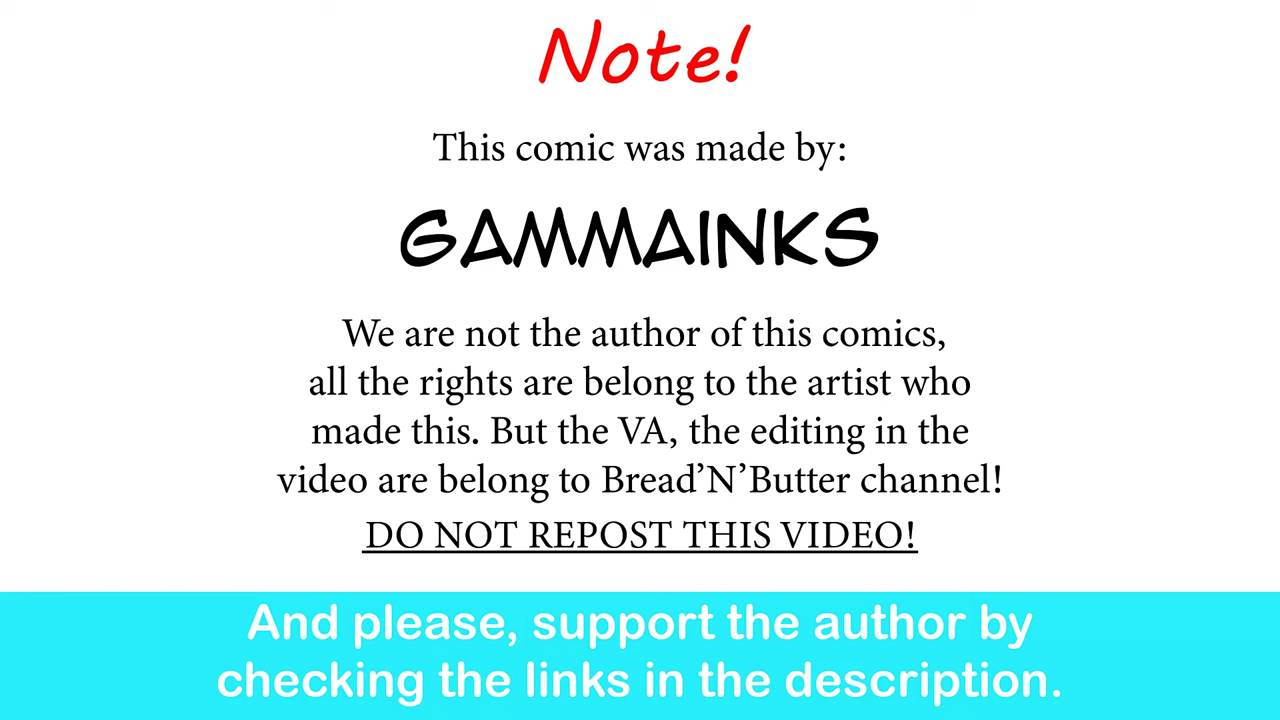 Note!
This comic was made by:
GAMMAINKS
We are not the author of this comics,
all the rights are belong to the artist who
made this. But the VA, the editing in the
video are belong to Bread’N’Butter channel!
DO NOT REPOST THIS VIDEO!
And please, support the author by
checking the links in the description.